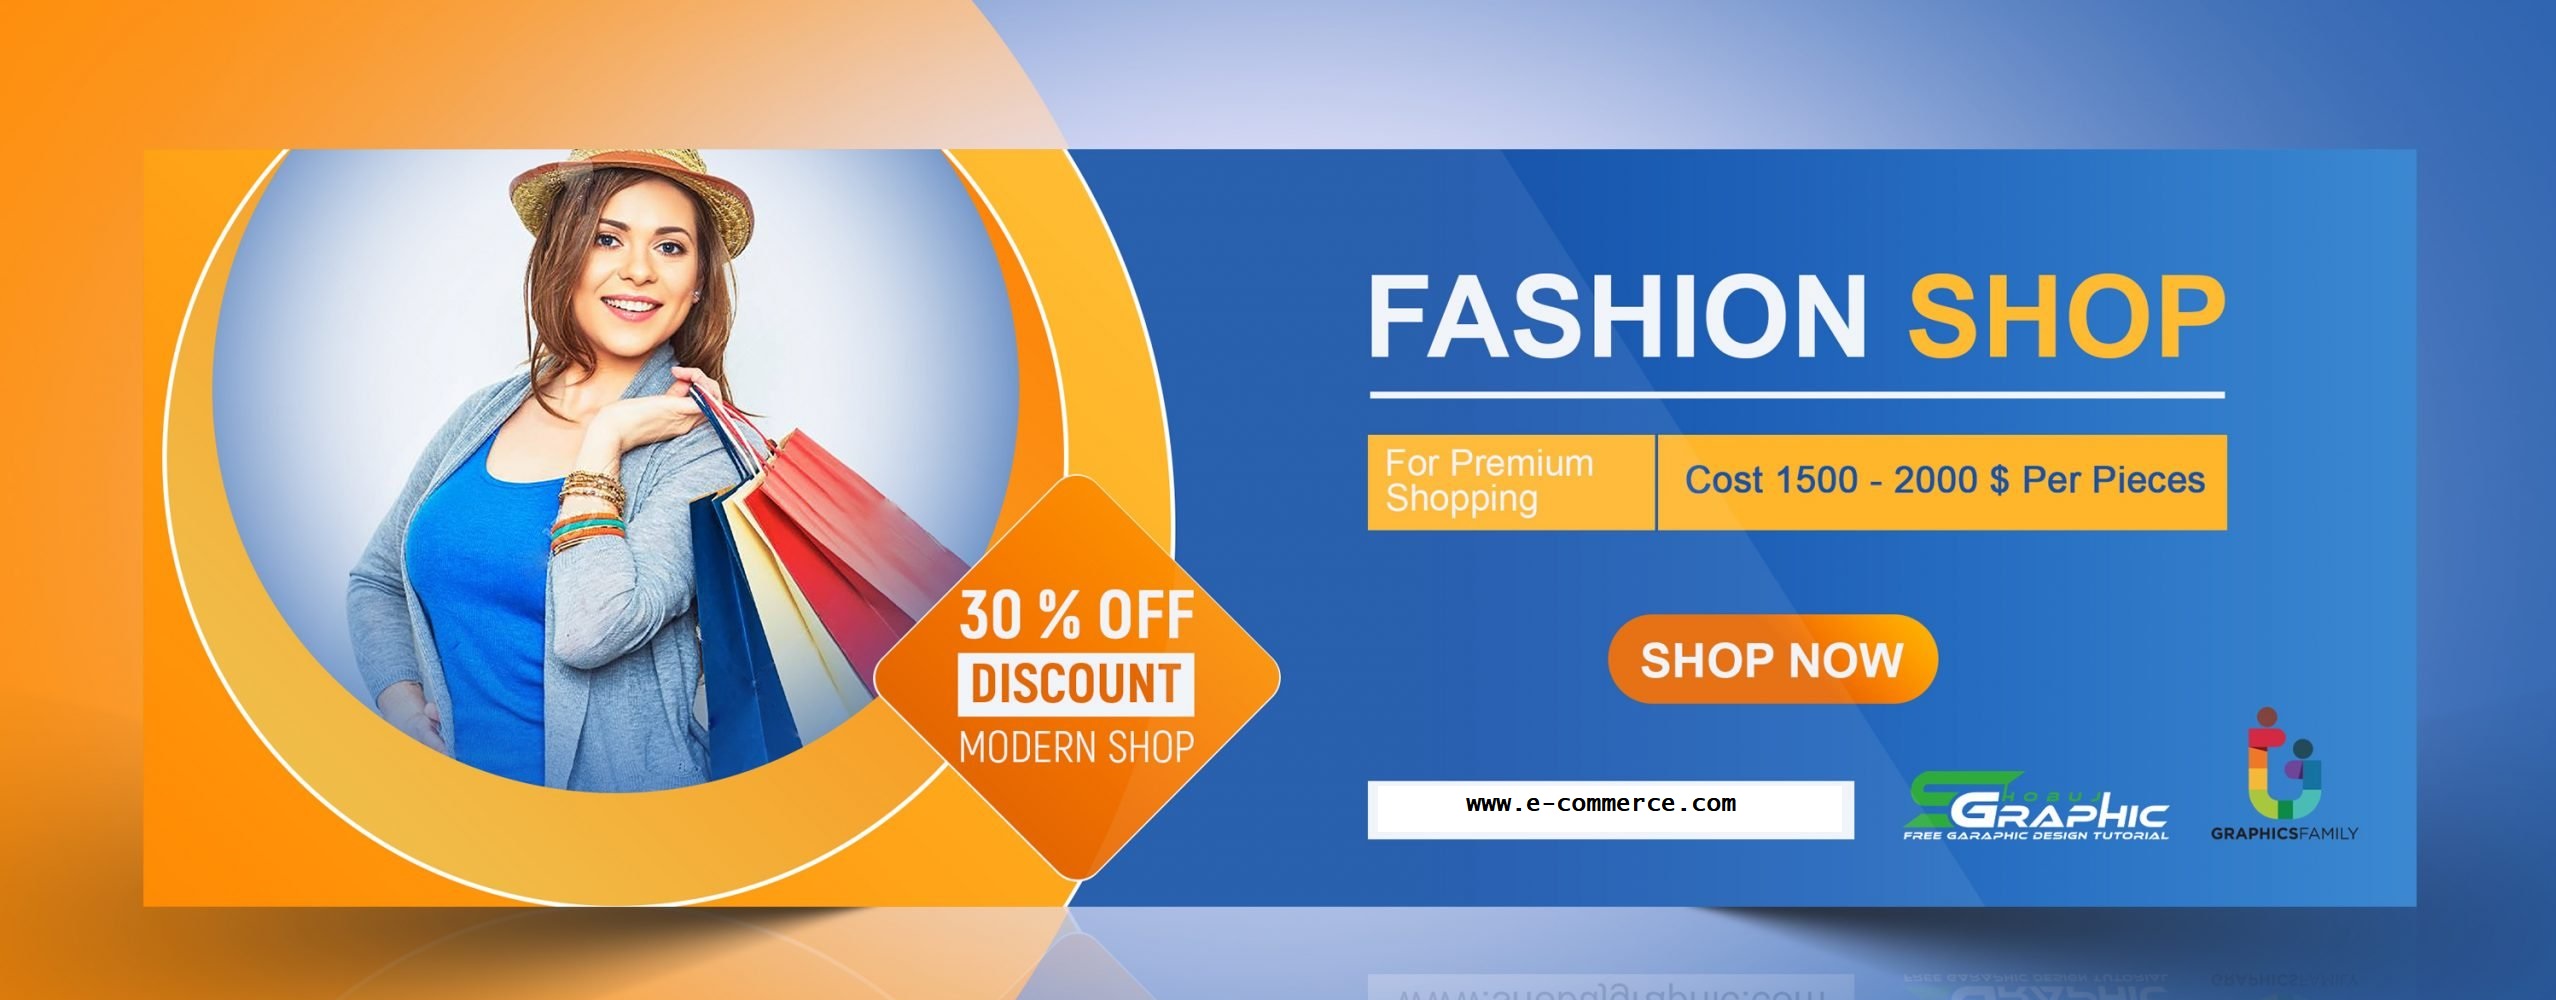 FASHION SHOP
For Premium
Shopping
Cost 1500 - 2000 $ Per Pieces
30 % OFF
DISCOUNT
MODERN SHOP
SHOP NOW
www.e-commerce.com
SHOBUJ
GRAPHIC
FREE GARAPHIC DESIGN TUTORIAL
GRAPHICSFAMILY